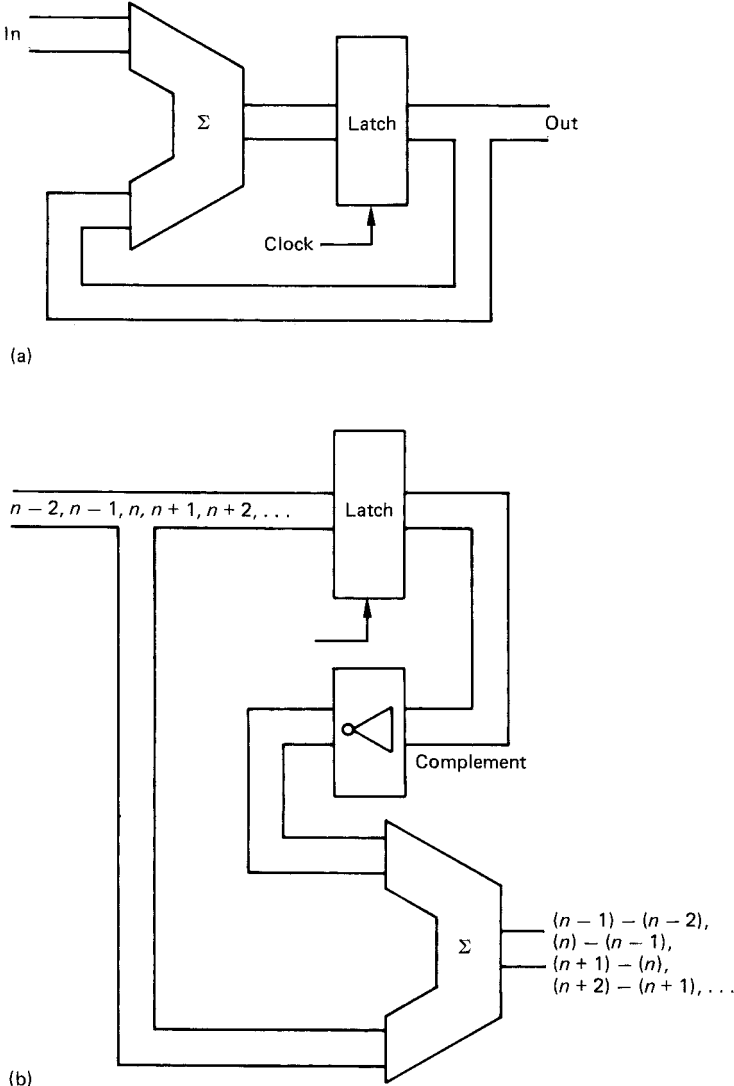 In
Σ
Latch
Out
Clock
(a)
n − 2, n − 1, n, n + 1, n + 2, ...
Latch
Complement
Σ
(n − 1) − (n − 2),
(n) − (n − 1),
(n + 1) − (n),
(n + 2) − (n + 1), ...
(b)